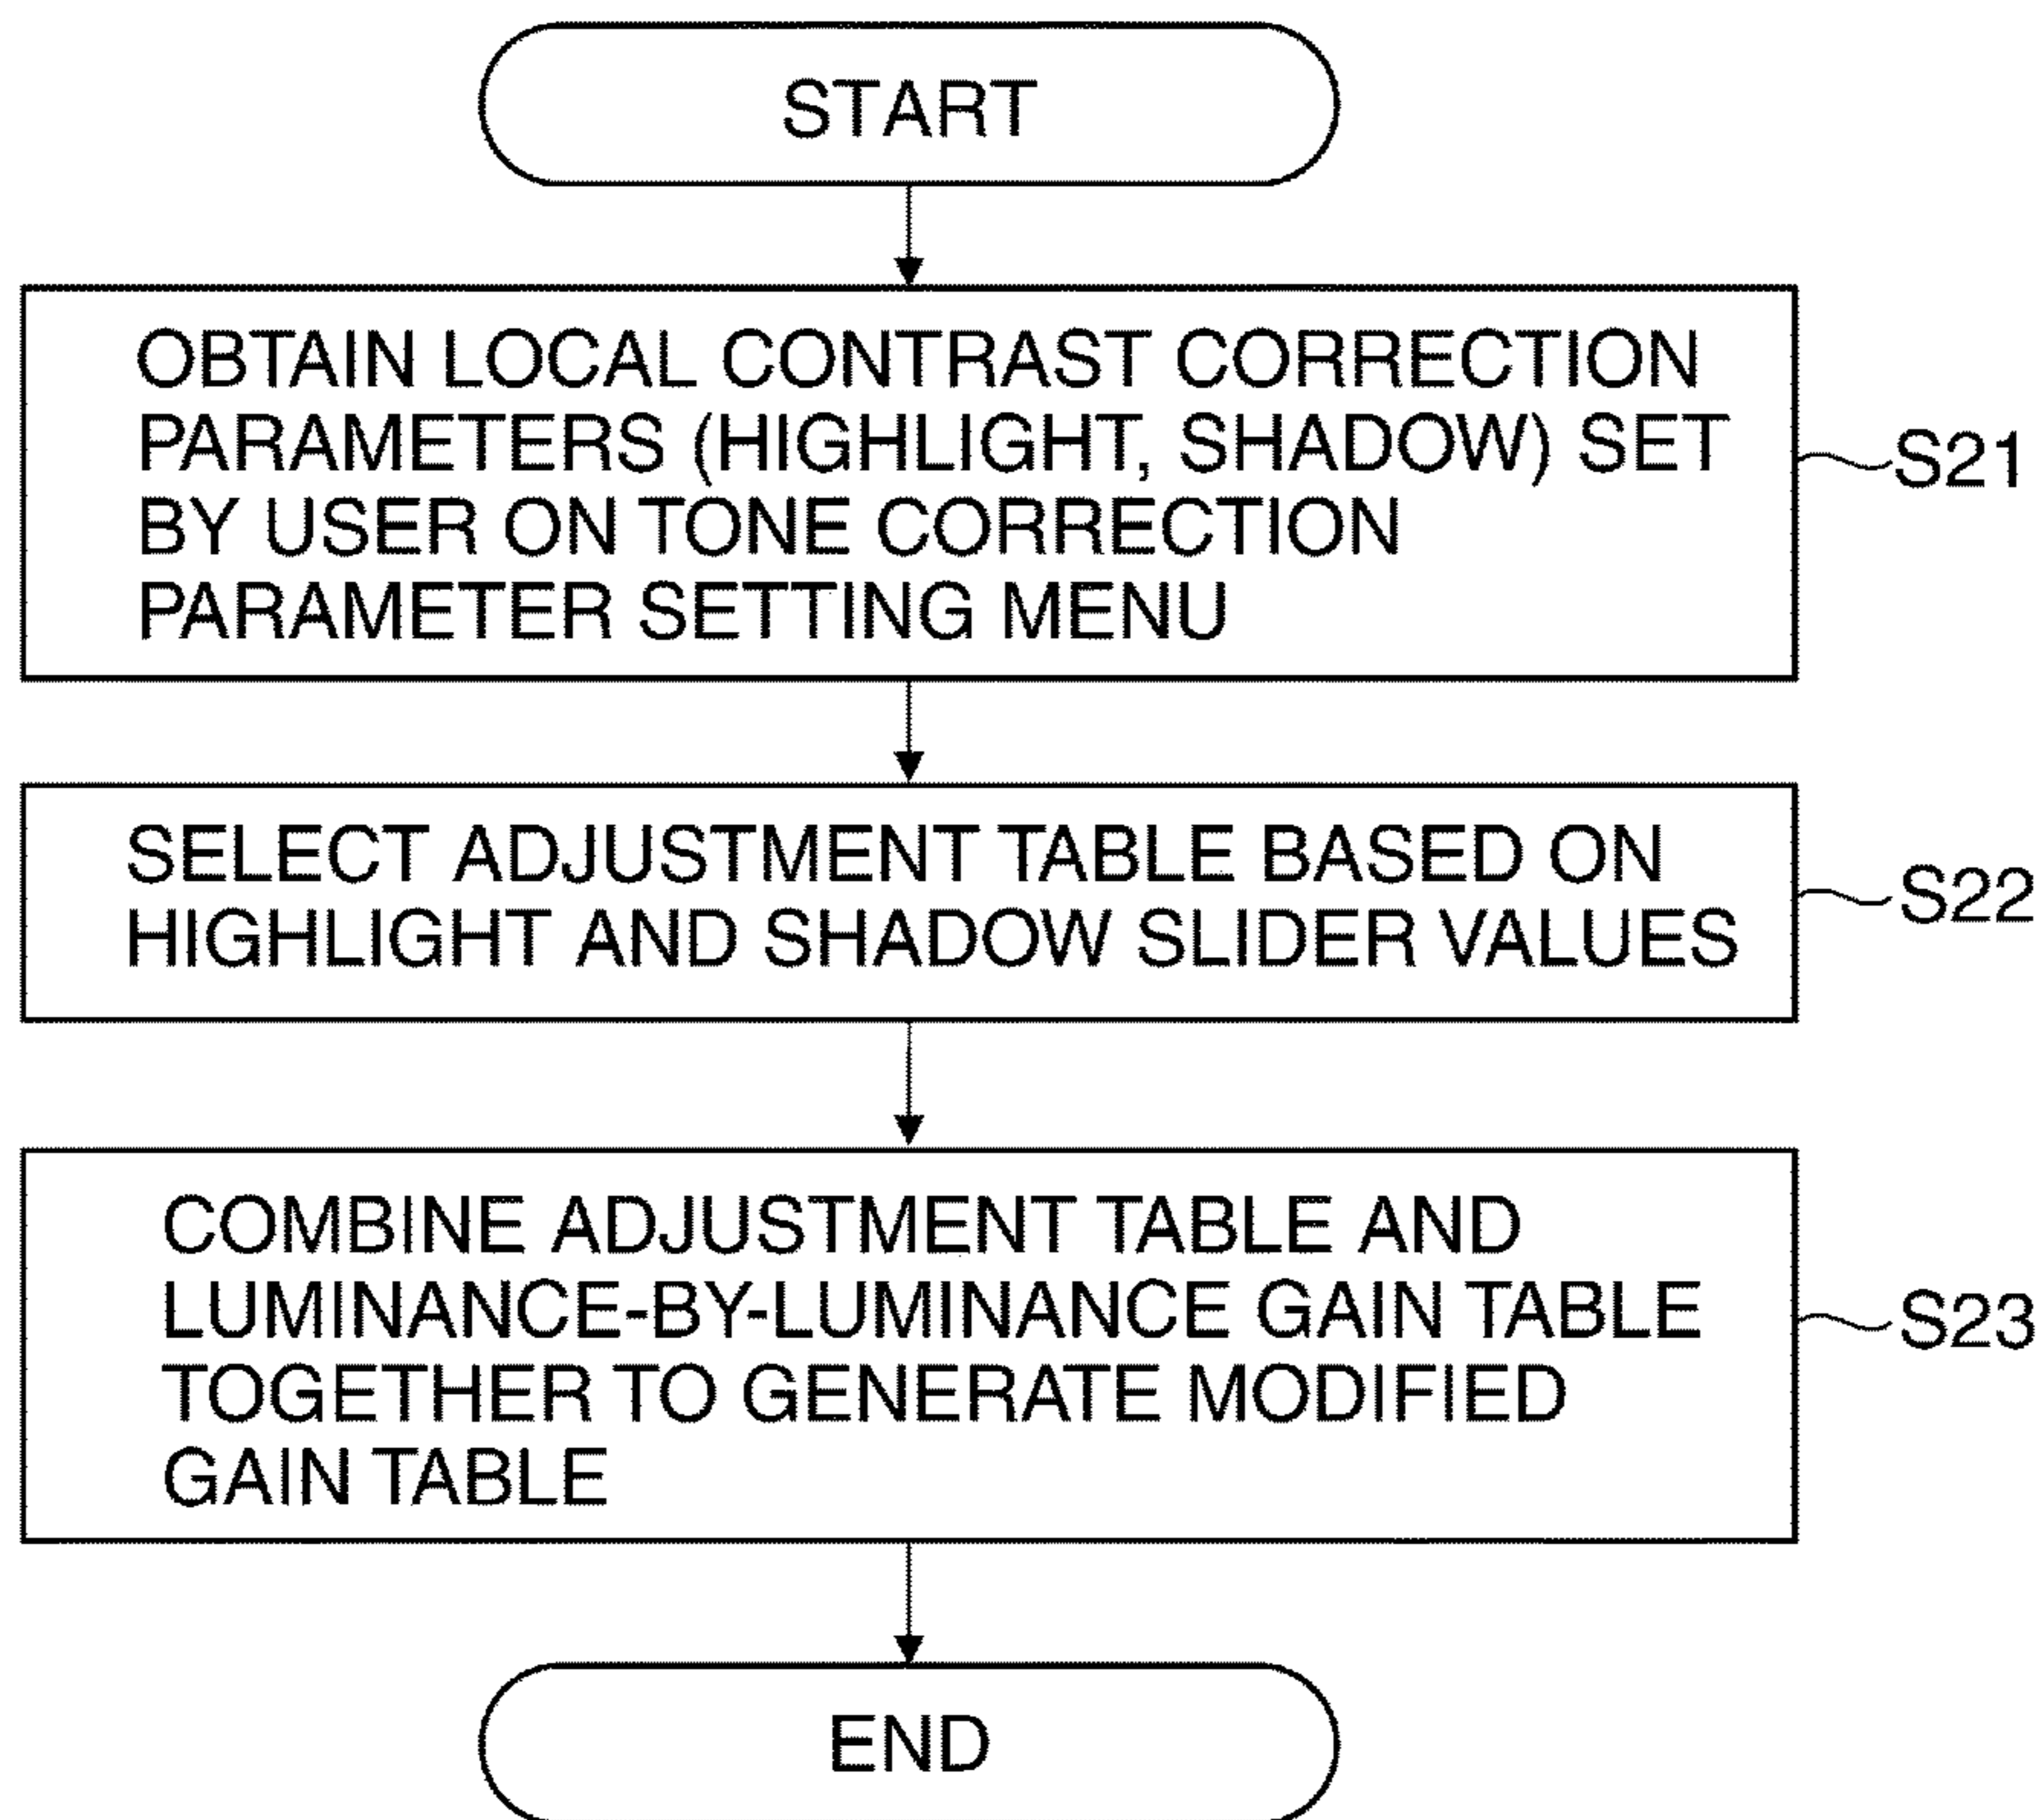 START
OBTAIN LOCAL CONTRAST CORRECTION
PARAMETERS (HIGHLIGHT, SHADOW) SET
BY USER ON TONE CORRECTION
PARAMETER SETTING MENU
S21
SELECT ADJUSTMENT TABLE BASED ON
HIGHLIGHT AND SHADOW SLIDER VALUES
S22
COMBINE ADJUSTMENT TABLE AND
LUMINANCE-BY-LUMINANCE GAIN TABLE
TOGETHER TO GENERATE MODIFIED
GAIN TABLE
S23
END